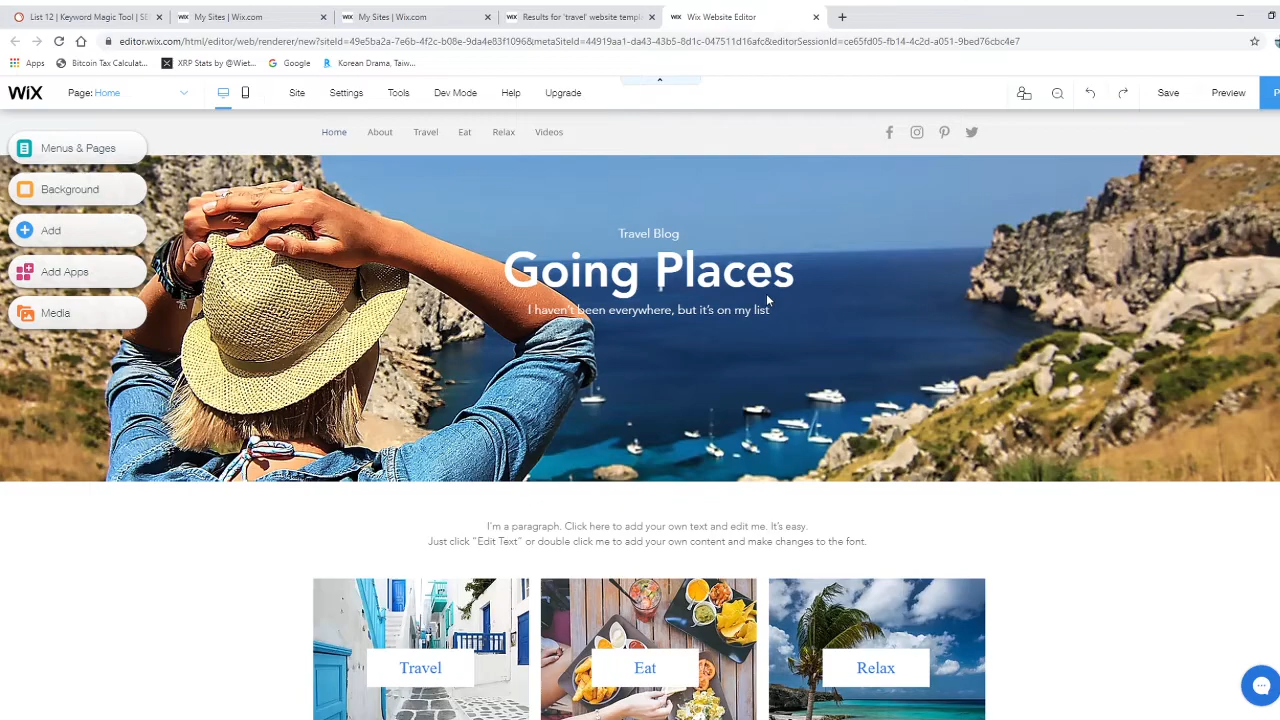 List 12 | Keyword Magic Tool | SE
My Sites | Wix.com
My Sites | Wix.com
Results for 'travel' website templ
Wix Website Editor
editor.wix.com/html/editor/web/renderer/new?siteId=49e5ba2a-7e6b-4f2c-b08e-9da4e83f1096&metaSiteId=44919aa1-da43-43b5-8d1c-047511d16afc&editorSessionId=ce65fd05-fb14-4c2d-a051-9bed76cbc4e7
Apps
Bitcoin Tax Calculat...
XRP Stats by @Wiet...
Google
Korean Drama, Taiw...
WiX
Page: Home
Site
Settings
Tools
Dev Mode
Help
Upgrade
Save
Preview
P
Home
About
Travel
Eat
Relax
Videos
Menus & Pages
Background
Add
Add Apps
Media
Travel Blog
Going Places
I haven't been everywhere, but it's on my list
I'm a paragraph. Click here to add your own text and edit me. It's easy.
Just click "Edit Text" or double click me to add your own content and make changes to the font.
Travel
Eat
Relax